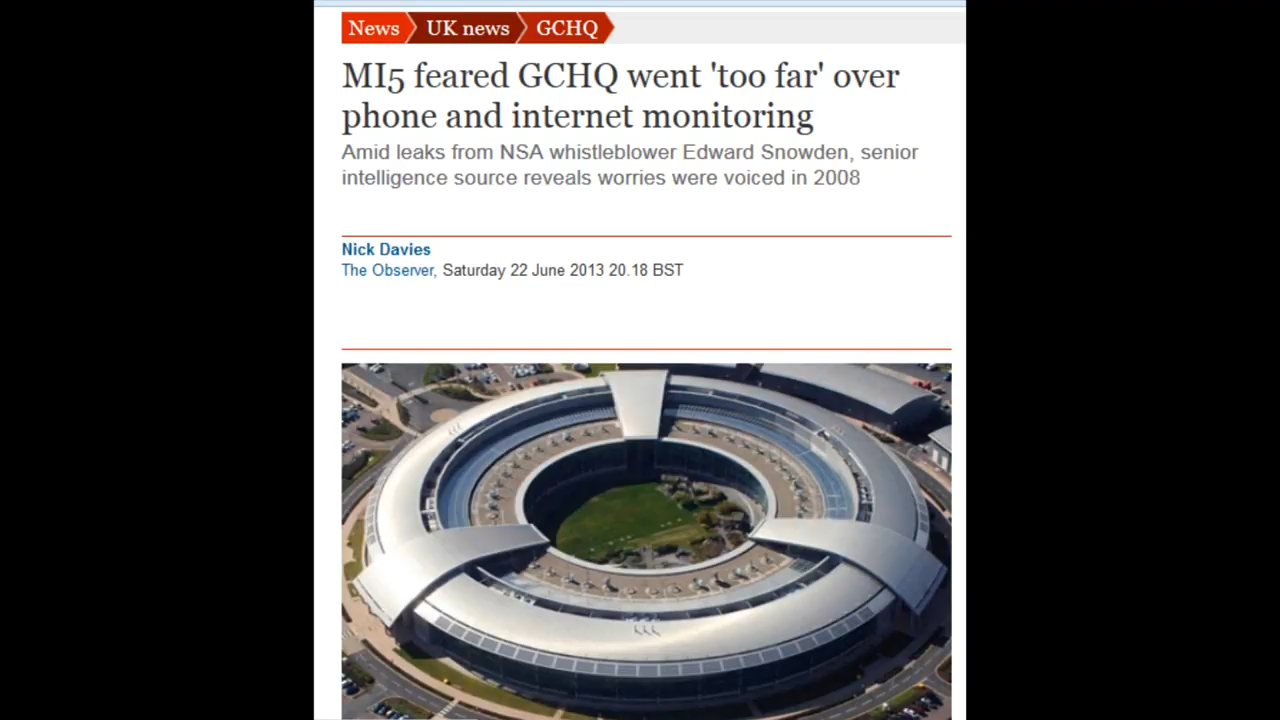 News UK news GCHQ
MI5 feared GCHQ went 'too far' over
phone and internet monitoring
Amid leaks from NSA whistleblower Edward Snowden, senior
intelligence source reveals worries were voiced in 2008
Nick Davies
The Observer, Saturday 22 June 2013 20.18 BST